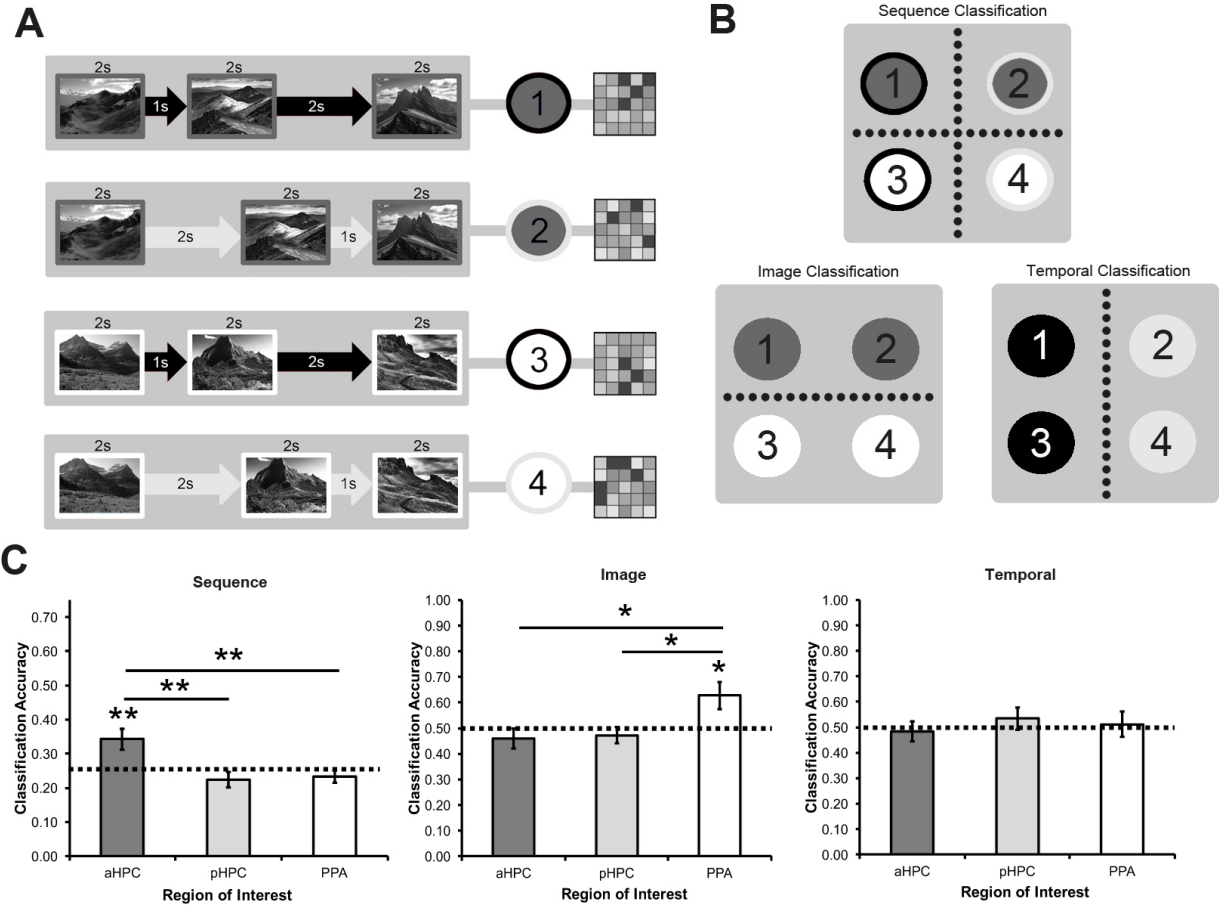 A
2s 2s 2s
1s 2s
1
2s 2s 2s
2s 1s
2
2s 2s 2s
1s 2s
3
2s 2s 2s
2s 1s
4
B
Sequence Classification
1 2
3 4
Image Classification
1 2
3 4
Temporal Classification
1 2
3 4
C
Sequence
Classification Accuracy
0.70
0.60
0.50
0.40
0.30
0.20
0.10
0.00
**
**
**
aHPC pHPC PPA
Region of Interest
Image
Classification Accuracy
1.00
0.90
0.80
0.70
0.60
0.50
0.40
0.30
0.20
0.10
0.00
*
*
*
aHPC pHPC PPA
Region of Interest
Temporal
Classification Accuracy
1.00
0.90
0.80
0.70
0.60
0.50
0.40
0.30
0.20
0.10
0.00
aHPC pHPC PPA
Region of Interest